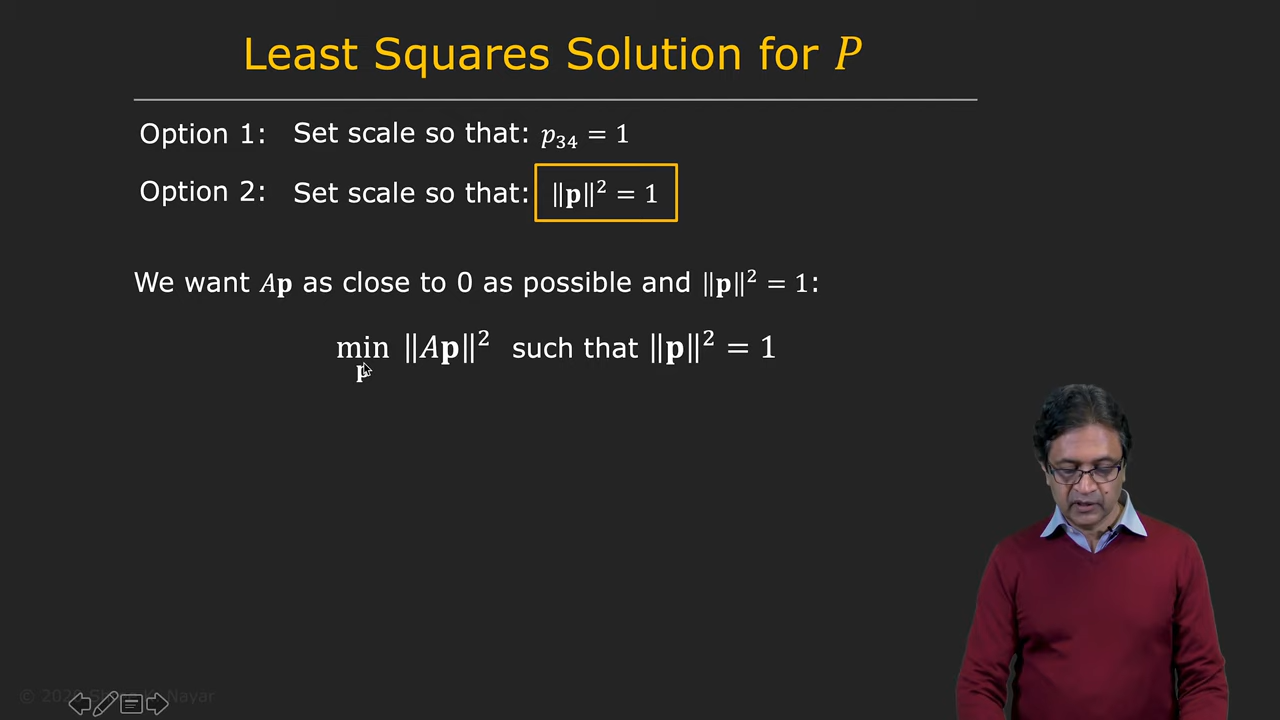 Least Squares Solution for P
Option 1: Set scale so that: p₃₄ = 1
Option 2: Set scale so that: ‖p‖² = 1
We want Ap as close to 0 as possible and ‖p‖² = 1:
min ‖Ap‖² such that ‖p‖² = 1
p
Nayar